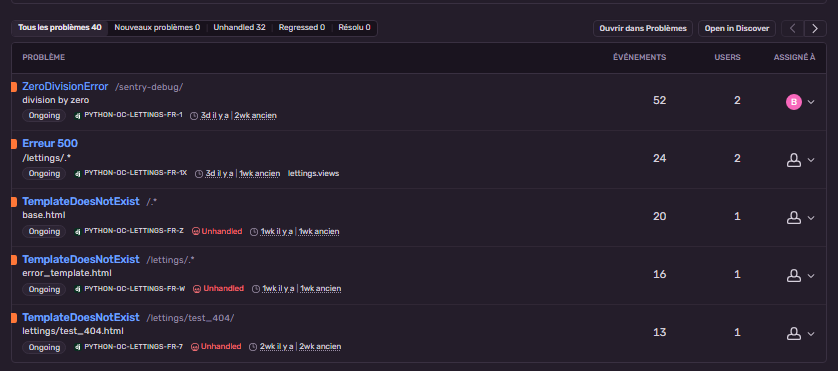 Tous les problèmes 40 Nouveaux problèmes 0 Unhandled 32 Regressed 0 Résolu 0 Ouvrir dans Problèmes Open in Discover
PROBLÈME ÉVÉNEMENTS USERS ASSIGNÉ À
ZeroDivisionError /sentry-debug/
division by zero 52 2 B
Ongoing PYTHON-OC-LETTINGS-FR-1 3d il y a | 2wk ancien
Erreur 500
/lettings/.* 24 2
Ongoing PYTHON-OC-LETTINGS-FR-1X 3d il y a | 1wk ancien lettings.views
TemplateDoesNotExist /.*
base.html 20 1
Ongoing PYTHON-OC-LETTINGS-FR-Z Unhandled 1wk il y a | 1wk ancien
TemplateDoesNotExist /lettings/.*
error_template.html 16 1
Ongoing PYTHON-OC-LETTINGS-FR-W Unhandled 1wk il y a | 1wk ancien
TemplateDoesNotExist /lettings/test_404/
lettings/test_404.html 13 1
Ongoing PYTHON-OC-LETTINGS-FR-7 Unhandled 2wk il y a | 2wk ancien